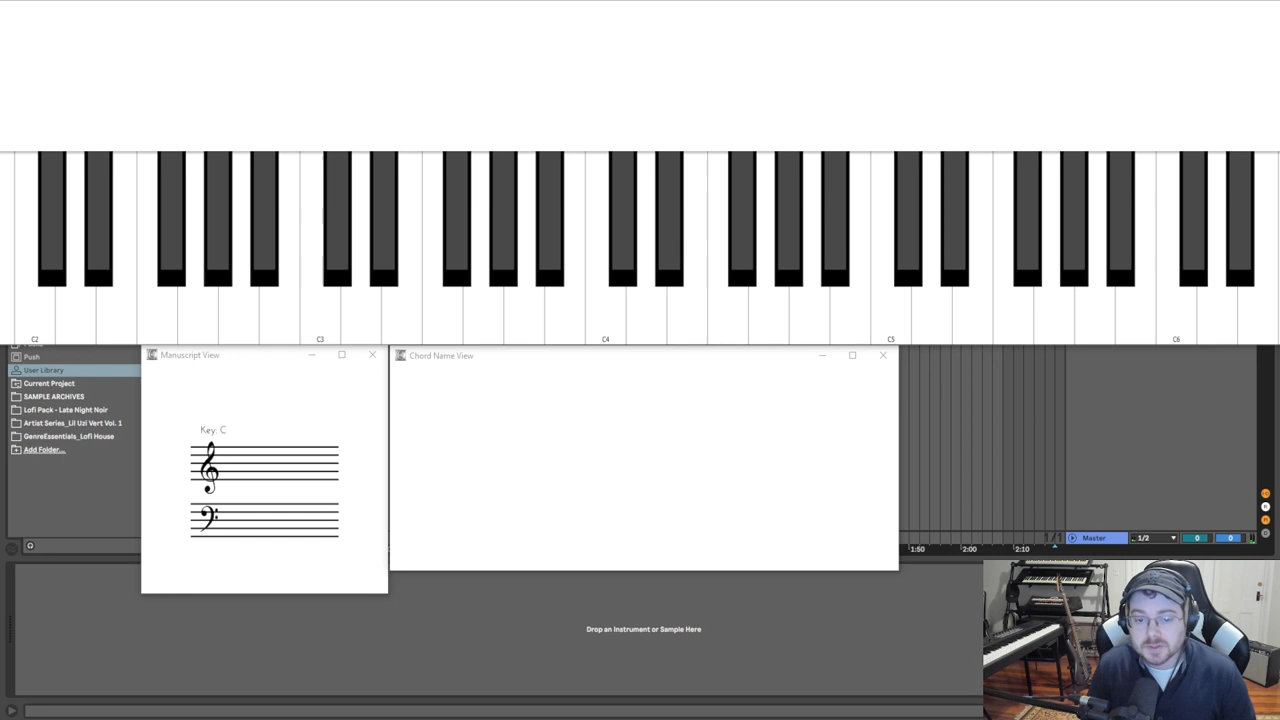 C2
C3
C4
C5
C6
Push
User Library
Current Project
SAMPLE ARCHIVES
Lofi Pack - Late Night Noir
Artist Series_Lil Uzi Vert Vol. 1
GenreEssentials_Lofi House
Add Folder...
Manuscript View
Key: C
Chord Name View
1/1
Master
1/2
0
0
1:50
2:00
2:10
Drop an Instrument or Sample Here